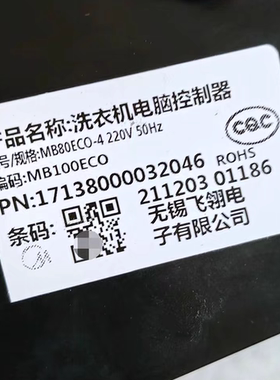 产品名称:洗衣机电脑控制器
号/规格:MB80ECO-4 220V 50Hz
编码:MB100ECO
PN:17138000032046 ROHS
条码:
211203 01186
无锡飞翎电
子有限公司
CQC